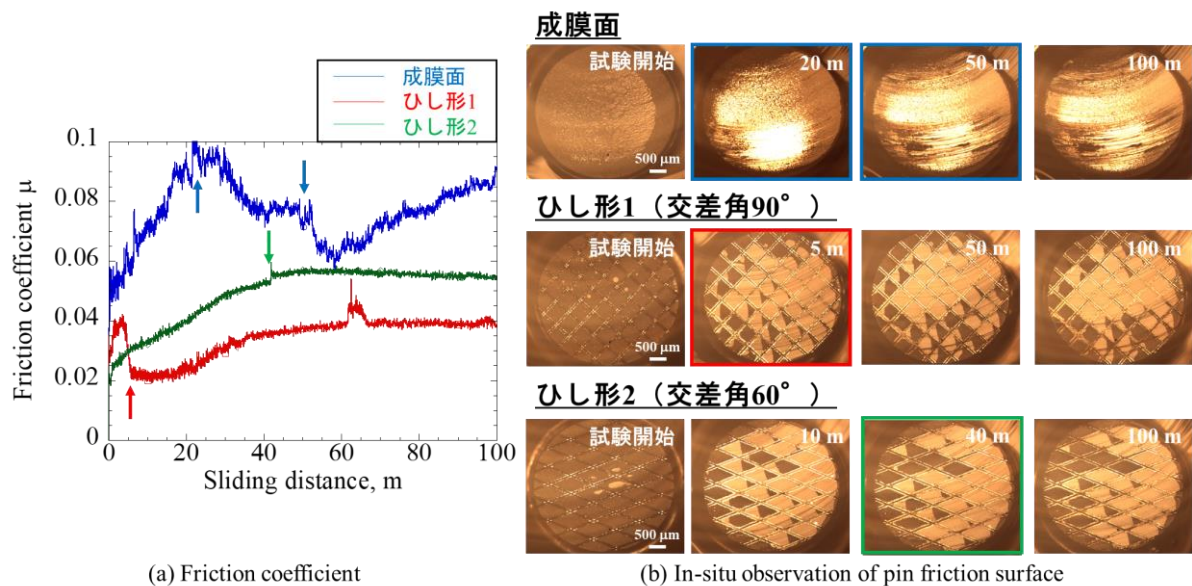 成膜面
ひし形1
ひし形2
0.1
0.08
0.06
0.04
0.02
0
Friction coefficient μ
0
20
40
60
80
100
Sliding distance, m
(a) Friction coefficient
成膜面
試験開始
500 μm
20 m
50 m
100 m
ひし形1（交差角90°）
試験開始
500 μm
5 m
50 m
100 m
ひし形2（交差角60°）
試験開始
500 μm
10 m
40 m
100 m
(b) In-situ observation of pin friction surface